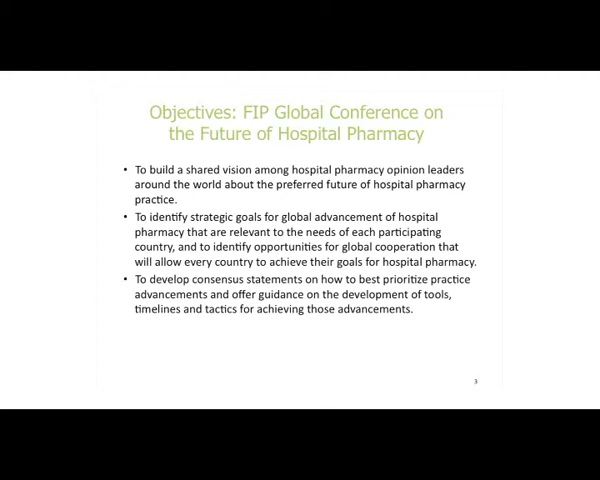 Objectives: FIP Global Conference on
the Future of Hospital Pharmacy
• To build a shared vision among hospital pharmacy opinion leaders
around the world about the preferred future of hospital pharmacy
practice.
• To identify strategic goals for global advancement of hospital
pharmacy that are relevant to the needs of each participating
country, and to identify opportunities for global cooperation that
will allow every country to achieve their goals for hospital pharmacy.
• To develop consensus statements on how to best prioritize practice
advancements and offer guidance on the development of tools,
timelines and tactics for achieving those advancements.
3